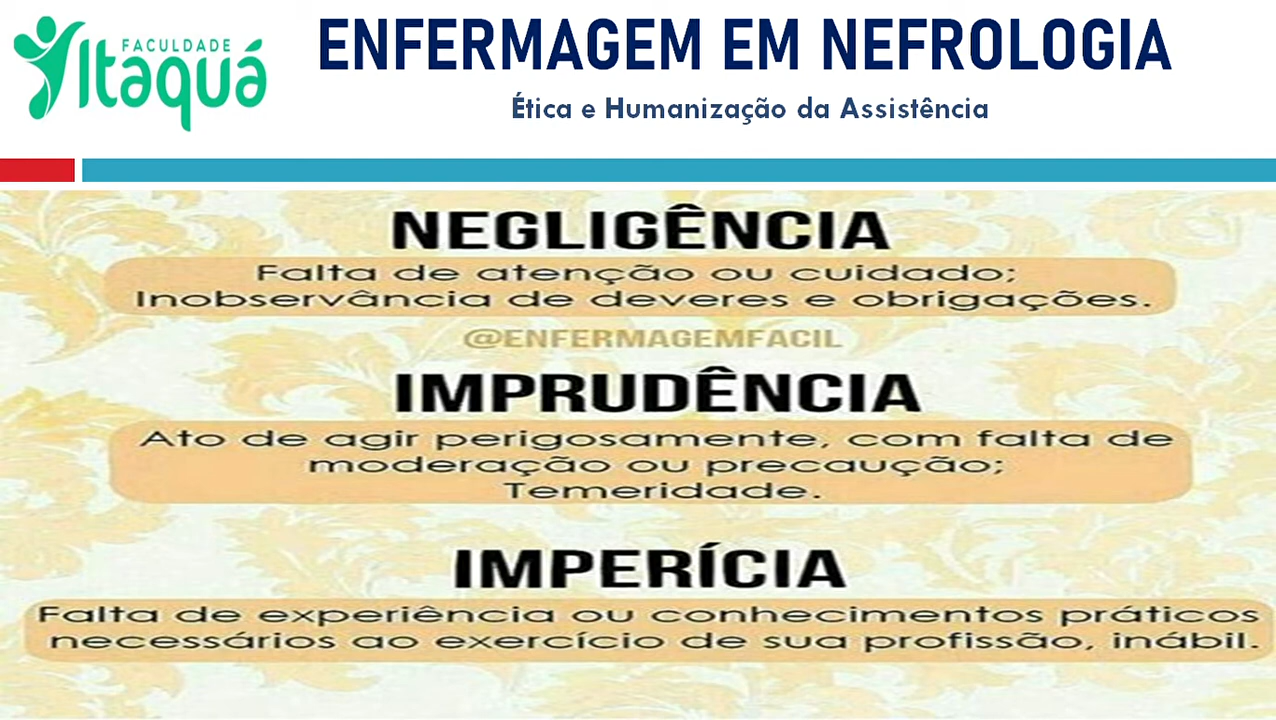 FACULDADE
Itaquá
ENFERMAGEM EM NEFROLOGIA
Ética e Humanização da Assistência
NEGLIGÊNCIA
Falta de atenção ou cuidado;
Inobservância de deveres e obrigações.
@ENFERMAGEMFACIL
IMPRUDÊNCIA
Ato de agir perigosamente, com falta de
moderação ou precaução;
Temeridade.
IMPERÍCIA
Falta de experiência ou conhecimentos práticos
necessários ao exercício de sua profissão, inábil.